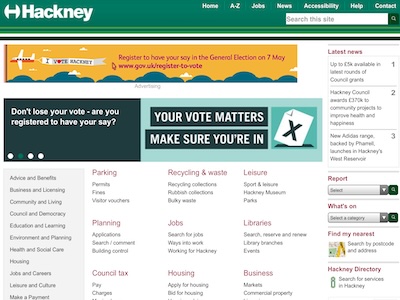 Hackney
Home A-Z Jobs News Accessibility Help Contact
Search this site
I VOTE HACKNEY
Register to have your say in the General Election on 7 May
www.gov.uk/register-to-vote
Advertising
Don't lose your vote - are you
registered to have your say?
YOUR VOTE MATTERS
MAKE SURE YOU'RE IN
Latest news
Up to £5k available in
latest rounds of
Council grants
1
Hackney Council
awards £370k to
community projects to
improve health and
happiness
2
New Adidas range,
backed by Pharrell,
launches in Hackney's
West Reservoir
3
Report
Select
What's on
Select a category
Find my nearest
Search by postcode
and address
Hackney Directory
Search for services
in Hackney
Advice and Benefits
Business and Licensing
Community and Living
Council and Democracy
Education and Learning
Environment and Planning
Health and Social Care
Housing
Jobs and Careers
Leisure and Culture
Make a Payment
Parking
Permits
Fines
Visitor vouchers
Recycling & waste
Recycling collections
Rubbish collections
Bulky waste
Leisure
Sport & leisure
Hackney Museum
Parks
Planning
Applications
Search / comment
Building control
Jobs
Search for jobs
Ways into work
Working for Hackney
Libraries
Search, reserve and renew
Library branches
Events
Council tax
Pay
Charges
Housing
Apply for housing
Bid for housing
Business
Markets
Commercial property